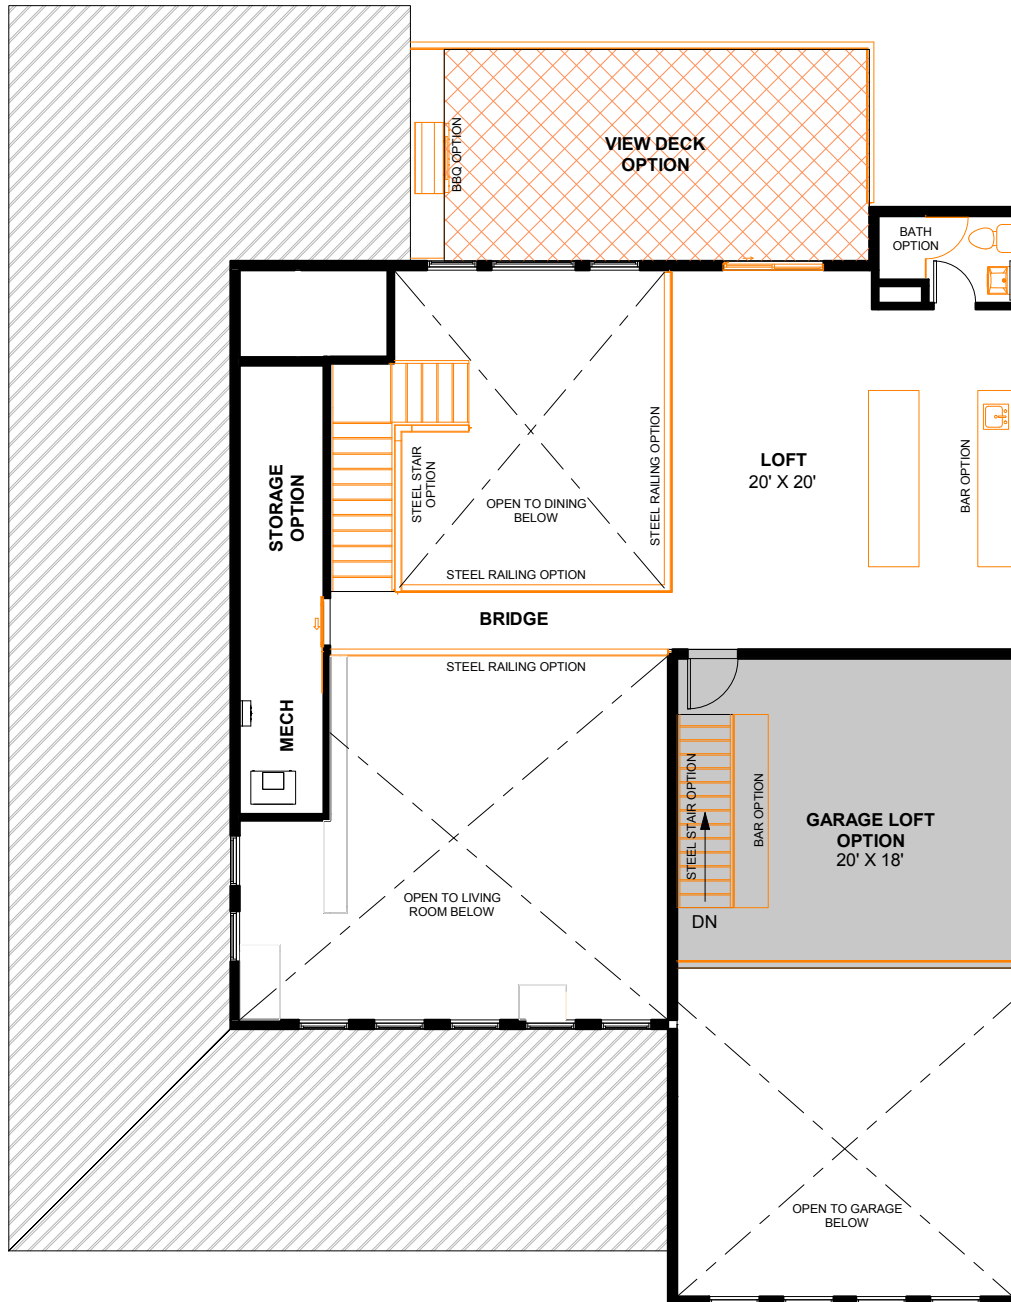 VIEW DECK
OPTION
BBQ OPTION
BATH
OPTION
STORAGE
OPTION
STEEL STAIR
OPTION
OPEN TO DINING
BELOW
STEEL RAILING OPTION
LOFT
20' X 20'
BAR OPTION
STEEL RAILING OPTION
BRIDGE
STEEL RAILING OPTION
MECH
STEEL STAIR OPTION
BAR OPTION
GARAGE LOFT
OPTION
20' X 18'
OPEN TO LIVING
ROOM BELOW
DN
OPEN TO GARAGE
BELOW